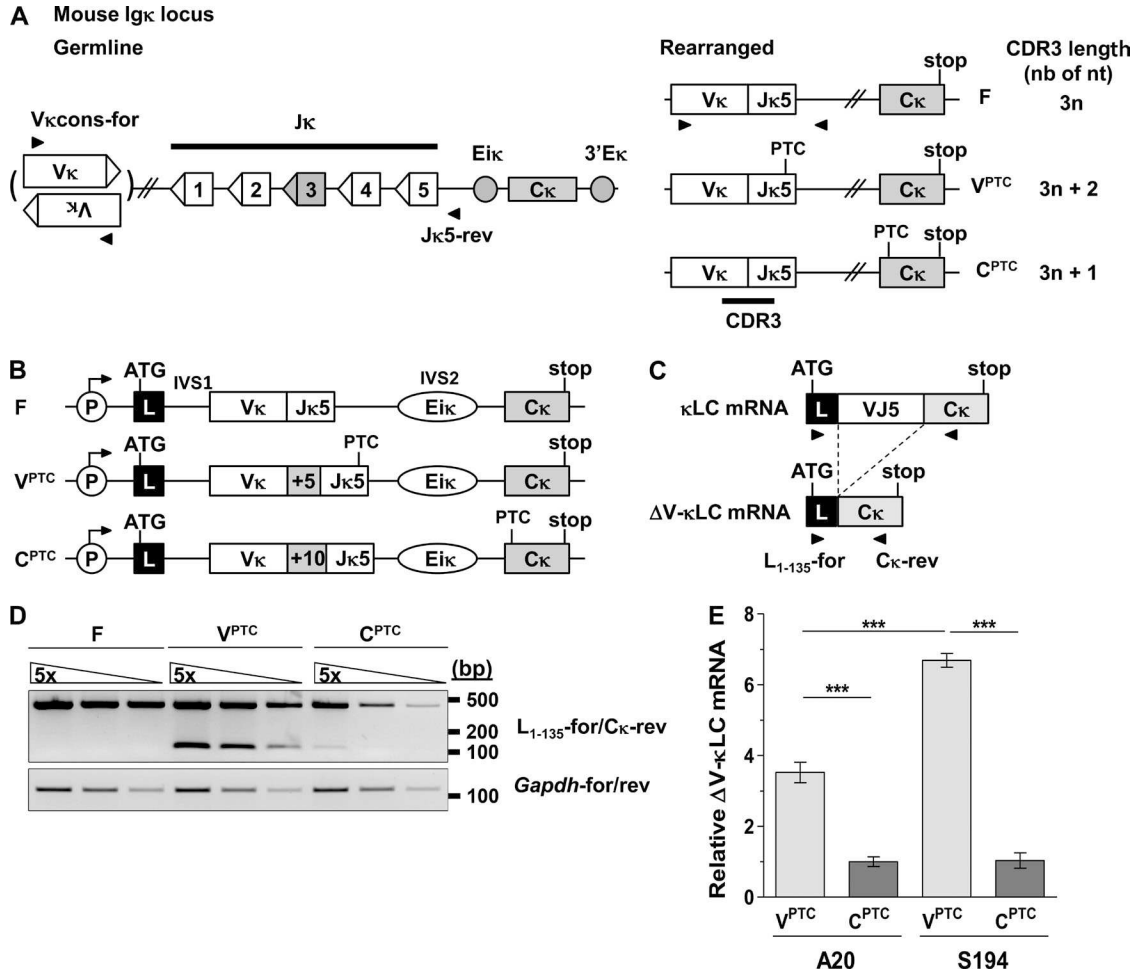 A Mouse Igκ locus
Germline
Vκcons-for
Jκ
Vκ
Vκ
1 2 3 4 5
Eiκ
Cκ
3'Eκ
Jκ5-rev
Rearranged
CDR3 length
(nb of nt)
Vκ Jκ5 Cκ stop F 3n
PTC
Vκ Jκ5 Cκ stop VPTC 3n + 2
PTC
Vκ Jκ5 Cκ stop CPTC 3n + 1
CDR3
B
ATG IVS1 IVS2 stop
F P L Vκ Jκ5 Eiκ Cκ
ATG PTC stop
VPTC P L Vκ +5 Jκ5 Eiκ Cκ
ATG PTC stop
CPTC P L Vκ +10 Jκ5 Eiκ Cκ
C
ATG stop
κLC mRNA L VJ5 Cκ
ATG stop
ΔV-κLC mRNA L Cκ
L1-135-for Cκ-rev
D
F VPTC CPTC
5x 5x 5x (bp)
500
200
100
L1-135-for/Cκ-rev
100
Gapdh-for/rev
E
Relative ΔV-κLC mRNA
8
6
4
2
0
*** ***
***
VPTC CPTC VPTC CPTC
A20 S194